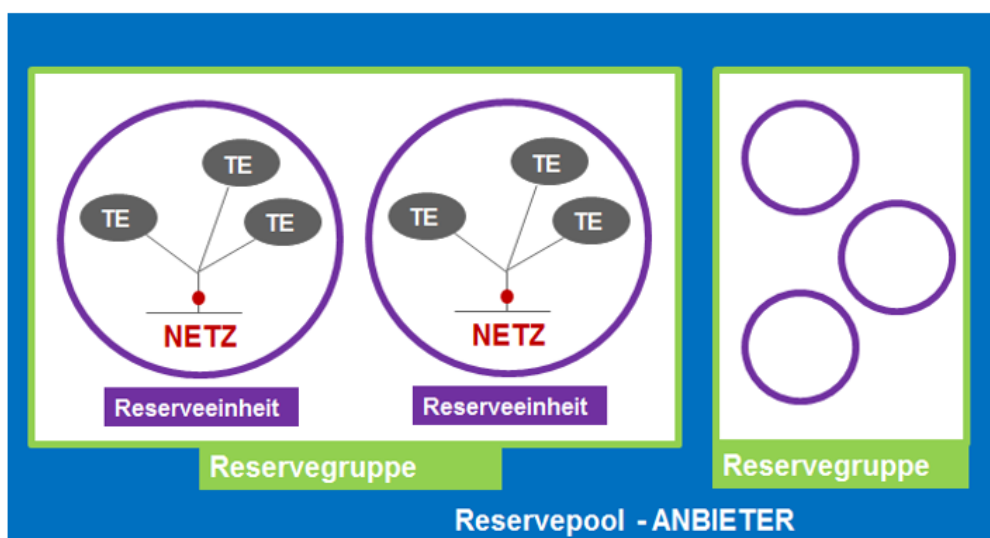 TE
TE
TE
NETZ
Reserveeinheit
TE
TE
TE
NETZ
Reserveeinheit
Reservegruppe
Reservegruppe
Reservepool - ANBIETER